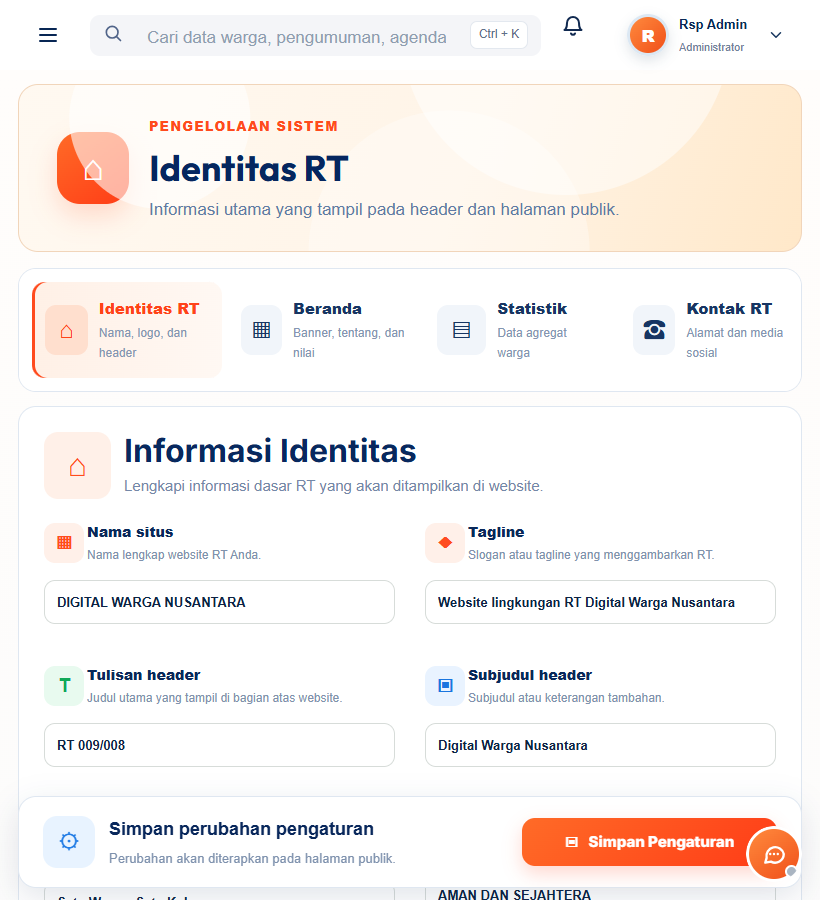 Cari data warga, pengumuman, agenda
Ctrl + K
R
Rsp Admin
Administrator
PENGELOLAAN SISTEM
Identitas RT
Informasi utama yang tampil pada header dan halaman publik.
Identitas RT
Nama, logo, dan
header
Beranda
Banner, tentang, dan
nilai
Statistik
Data agregat
warga
Kontak RT
Alamat dan media
sosial
Informasi Identitas
Lengkapi informasi dasar RT yang akan ditampilkan di website.
Nama situs
Nama lengkap website RT Anda.
DIGITAL WARGA NUSANTARA
Tagline
Slogan atau tagline yang menggambarkan RT.
Website lingkungan RT Digital Warga Nusantara
T
Tulisan header
Judul utama yang tampil di bagian atas website.
RT 009/008
Subjudul header
Subjudul atau keterangan tambahan.
Digital Warga Nusantara
Simpan perubahan pengaturan
Perubahan akan diterapkan pada halaman publik.
Simpan Pengaturan
AMAN DAN SEJAHTERA